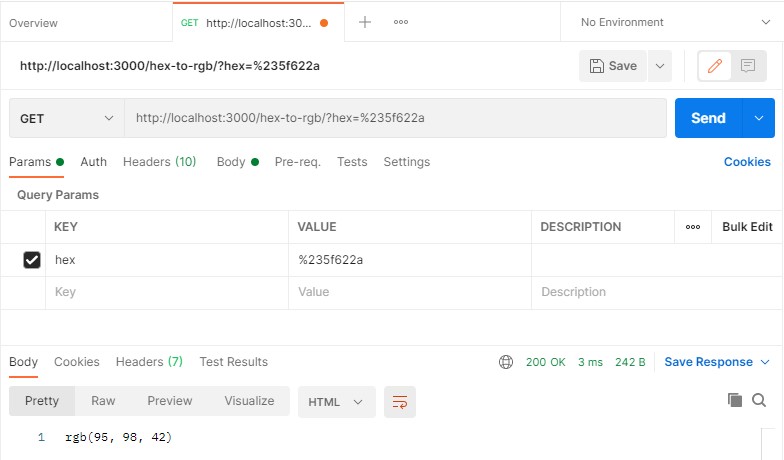 Overview GET http://localhost:30... No Environment
http://localhost:3000/hex-to-rgb/?hex=%235f622a Save
GET http://localhost:3000/hex-to-rgb/?hex=%235f622a Send
Params Auth Headers (10) Body Pre-req. Tests Settings Cookies
Query Params
KEY VALUE DESCRIPTION Bulk Edit
hex %235f622a
Key Value Description
Body Cookies Headers (7) Test Results 200 OK 3 ms 242 B Save Response
Pretty Raw Preview Visualize HTML
1 rgb(95, 98, 42)